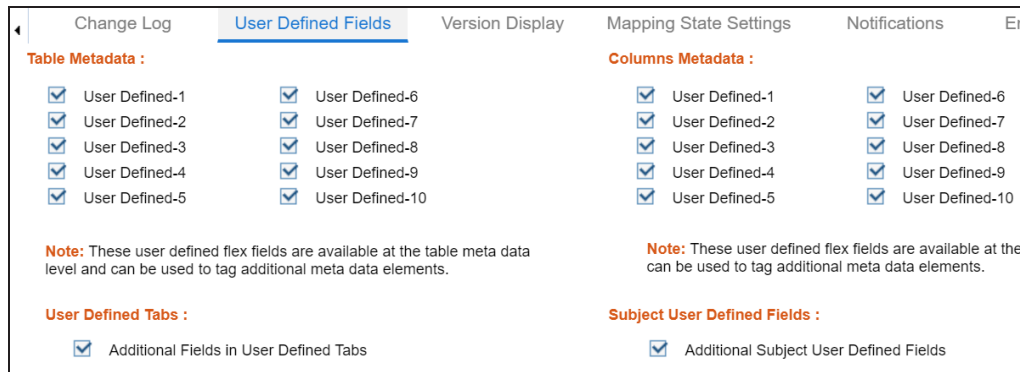 Change Log User Defined Fields Version Display Mapping State Settings Notifications
Table Metadata : Columns Metadata :
User Defined-1 User Defined-6 User Defined-1 User Defined-6
User Defined-2 User Defined-7 User Defined-2 User Defined-7
User Defined-3 User Defined-8 User Defined-3 User Defined-8
User Defined-4 User Defined-9 User Defined-4 User Defined-9
User Defined-5 User Defined-10 User Defined-5 User Defined-10
Note: These user defined flex fields are available at the table meta data
level and can be used to tag additional meta data elements.
Note: These user defined flex fields are available at the
can be used to tag additional meta data elements.
User Defined Tabs : Subject User Defined Fields :
Additional Fields in User Defined Tabs Additional Subject User Defined Fields